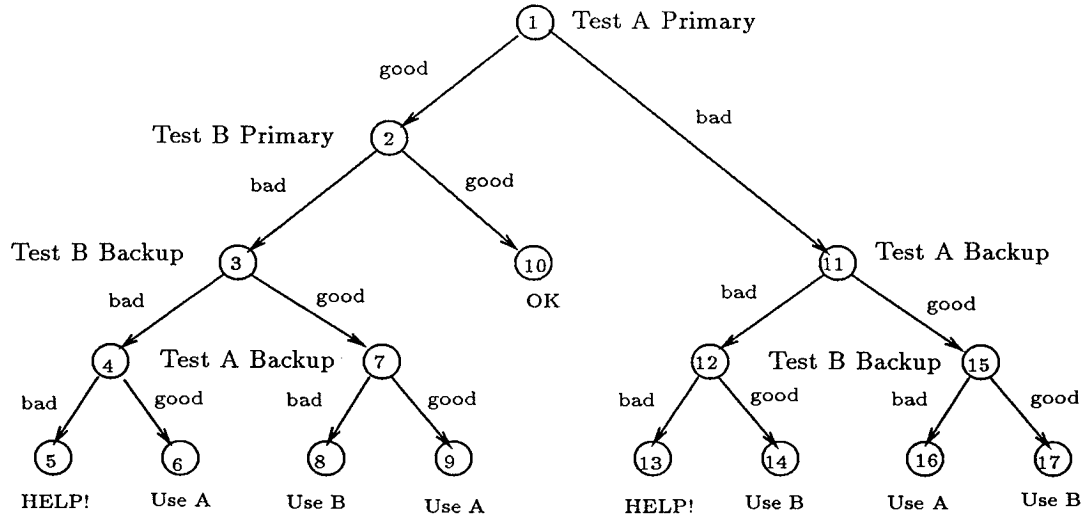 1 Test A Primary
good
bad
Test B Primary 2
bad good
Test B Backup 3 10 11 Test A Backup
OK
bad good bad good
4 Test A Backup 7 12 Test B Backup 15
bad good bad good bad good bad good
5 6 8 9 13 14 16 17
HELP! Use A Use B Use A HELP! Use B Use A Use B